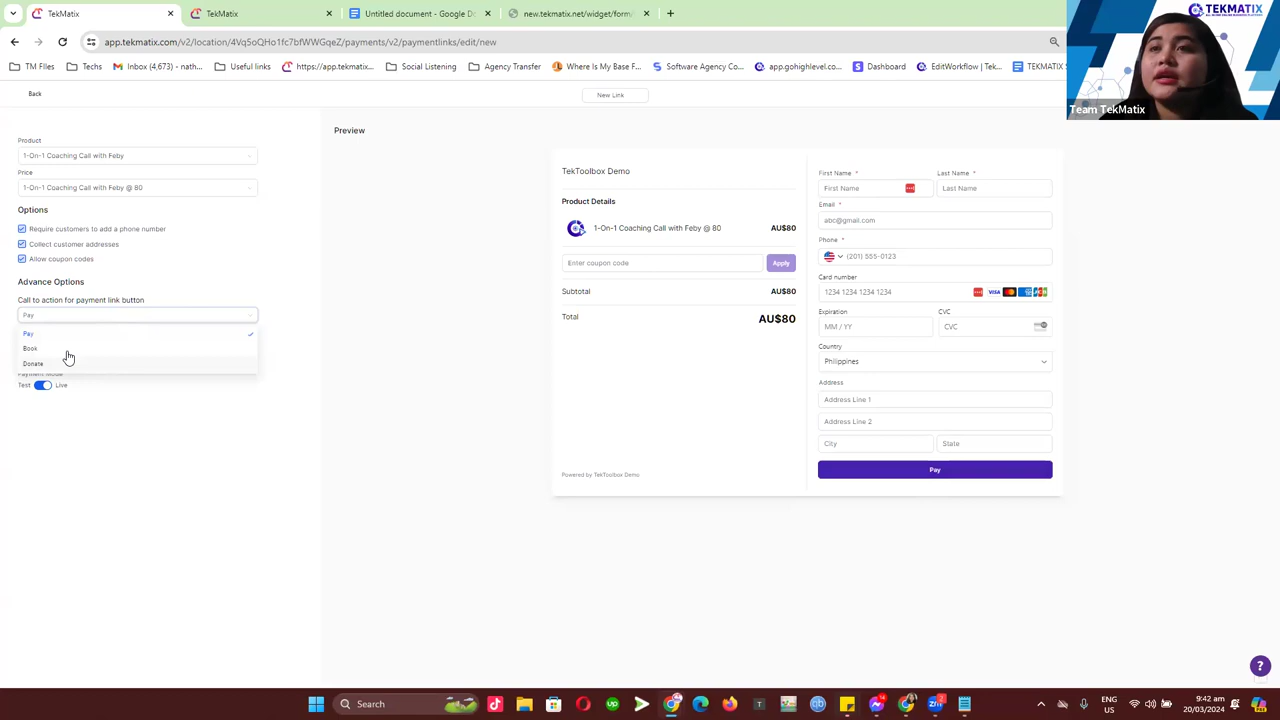 TekMatix
TekMatix
Untitled document - Google D
new.tekmatix.net/widget/form/
app.tekmatix.com/v2/location/4Vq5oQHo1fc7bfWWGqeZ/payments/v2/paymentlinks/edit/new
TM FIles
Techs
Inbox (4,673) - nath...
Useful links
https://app.tekmatix...
Social Listening
Agency Transfer
Where Is My Base F...
Software Agency Co...
app.gohighlevel.com...
Dashboard
EditWorkflow | Tek...
TEKMATIX
TEKMATIX
Team TekMatix
Back
New Link
Product
1-On-1 Coaching Call with Feby
Price
1-On-1 Coaching Call with Feby @ 80
Options
Require customers to add a phone number
Collect customer addresses
Allow coupon codes
Advance Options
Call to action for payment link button
Pay
Pay
Book
Donate
Payment Mode
Test
Live
Preview
TekToolbox Demo
Product Details
1-On-1 Coaching Call with Feby @ 80
AU$80
Enter coupon code
Apply
Subtotal
AU$80
Total
AU$80
Powered by TekToolbox Demo
First Name *
Last Name *
First Name
Last Name
Email *
abc@gmail.com
Phone *
(201) 555-0123
Card number
1234 1234 1234 1234
VISA
Expiration
CVC
MM / YY
CVC
Country
Philippines
Address
Address Line 1
Address Line 2
City
State
Pay
?
Search
ENG
US
9:42 am
20/03/2024